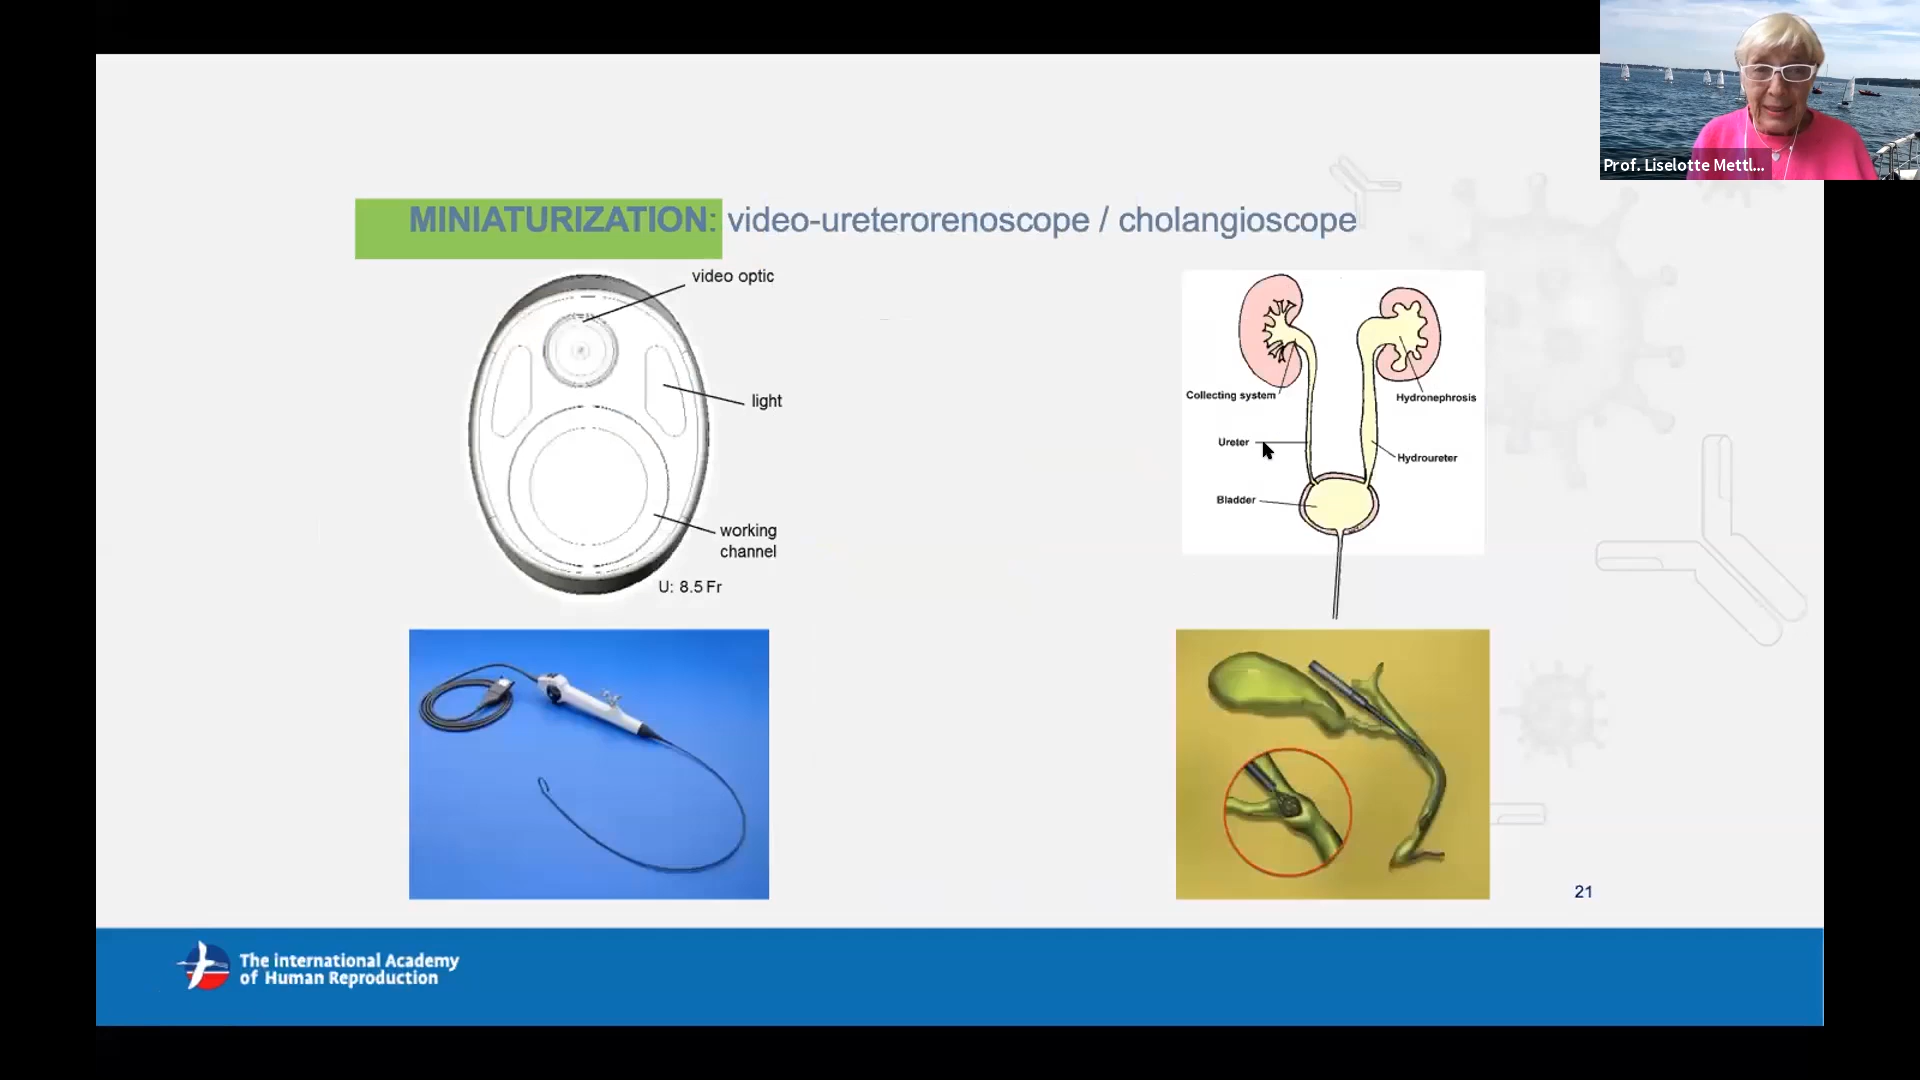 Prof. Liselotte Mettl...
MINIATURIZATION: video-ureterorenoscope / cholangioscope
video optic
light
working
channel
U: 8.5 Fr
Collecting system
Hydronephrosis
Ureter
Hydroureter
Bladder
21
The international Academy
of Human Reproduction